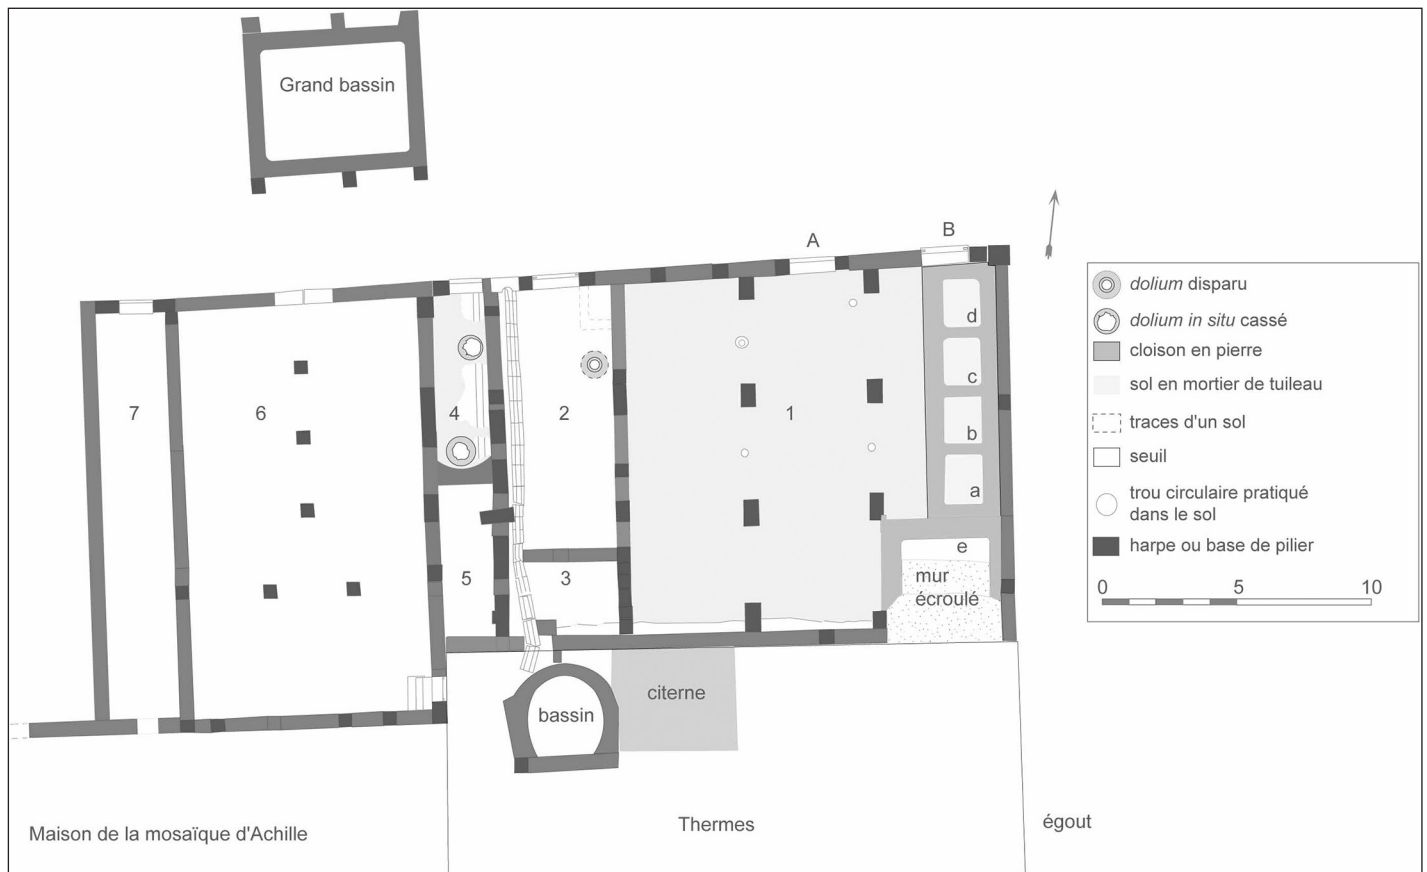 Grand bassin
A
B
7
6
4
2
1
d
c
b
a
5
3
e
mur
écroulé
bassin
citerne
Maison de la mosaïque d'Achille
Thermes
égout
dolium disparu
dolium in situ cassé
cloison en pierre
sol en mortier de tuileau
traces d'un sol
seuil
trou circulaire pratiqué
dans le sol
harpe ou base de pilier
0 5 10